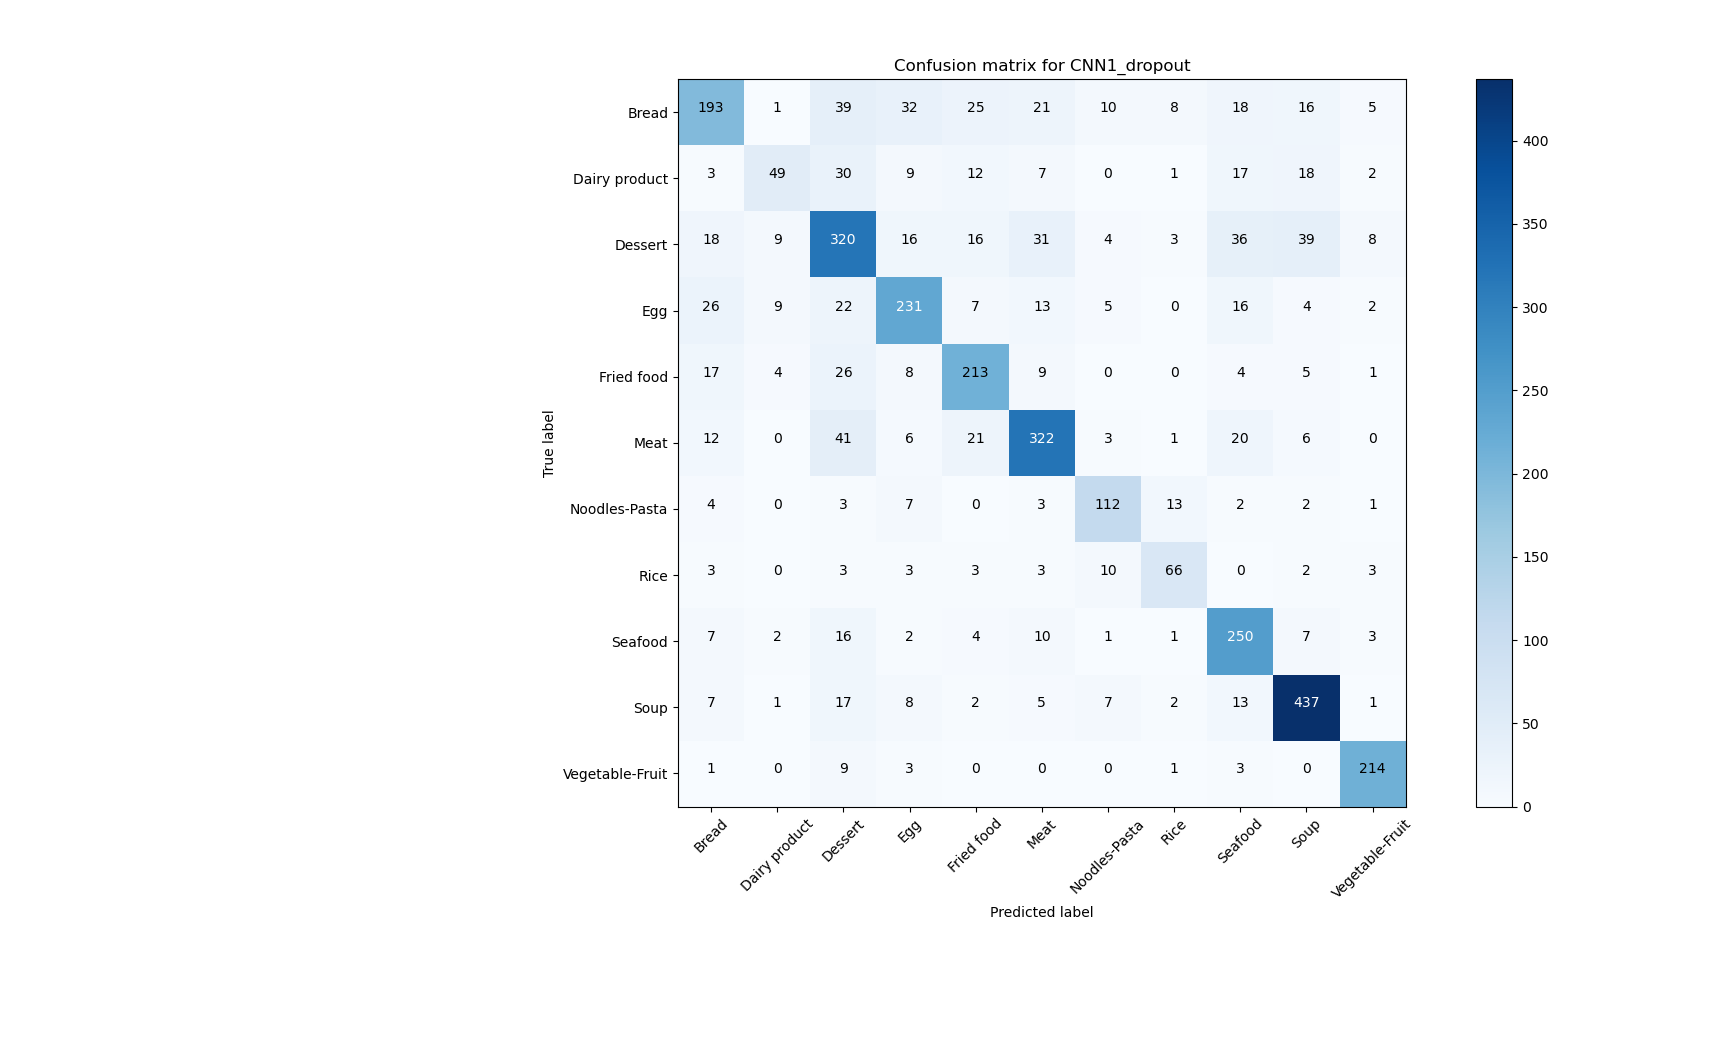 Confusion matrix for CNN1_dropout
True label
Bread 193 1 39 32 25 21 10 8 18 16 5
Dairy product 3 49 30 9 12 7 0 1 17 18 2
Dessert 18 9 320 16 16 31 4 3 36 39 8
Egg 26 9 22 231 7 13 5 0 16 4 2
Fried food 17 4 26 8 213 9 0 0 4 5 1
Meat 12 0 41 6 21 322 3 1 20 6 0
Noodles-Pasta 4 0 3 7 0 3 112 13 2 2 1
Rice 3 0 3 3 3 3 10 66 0 2 3
Seafood 7 2 16 2 4 10 1 1 250 7 3
Soup 7 1 17 8 2 5 7 2 13 437 1
Vegetable-Fruit 1 0 9 3 0 0 0 1 3 0 214
Bread Dairy product Dessert Egg Fried food Meat Noodles-Pasta Rice Seafood Soup Vegetable-Fruit
Predicted label
400
350
300
250
200
150
100
50
0